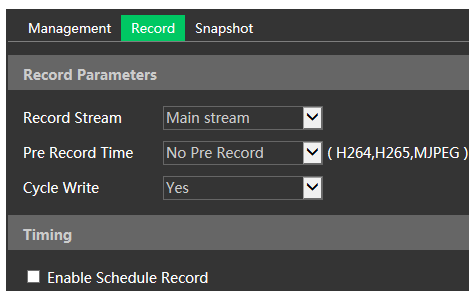 Management Record Snapshot
Record Parameters
Record Stream Main stream
Pre Record Time No Pre Record ( H264,H265,MJPEG )
Cycle Write Yes
Timing
Enable Schedule Record